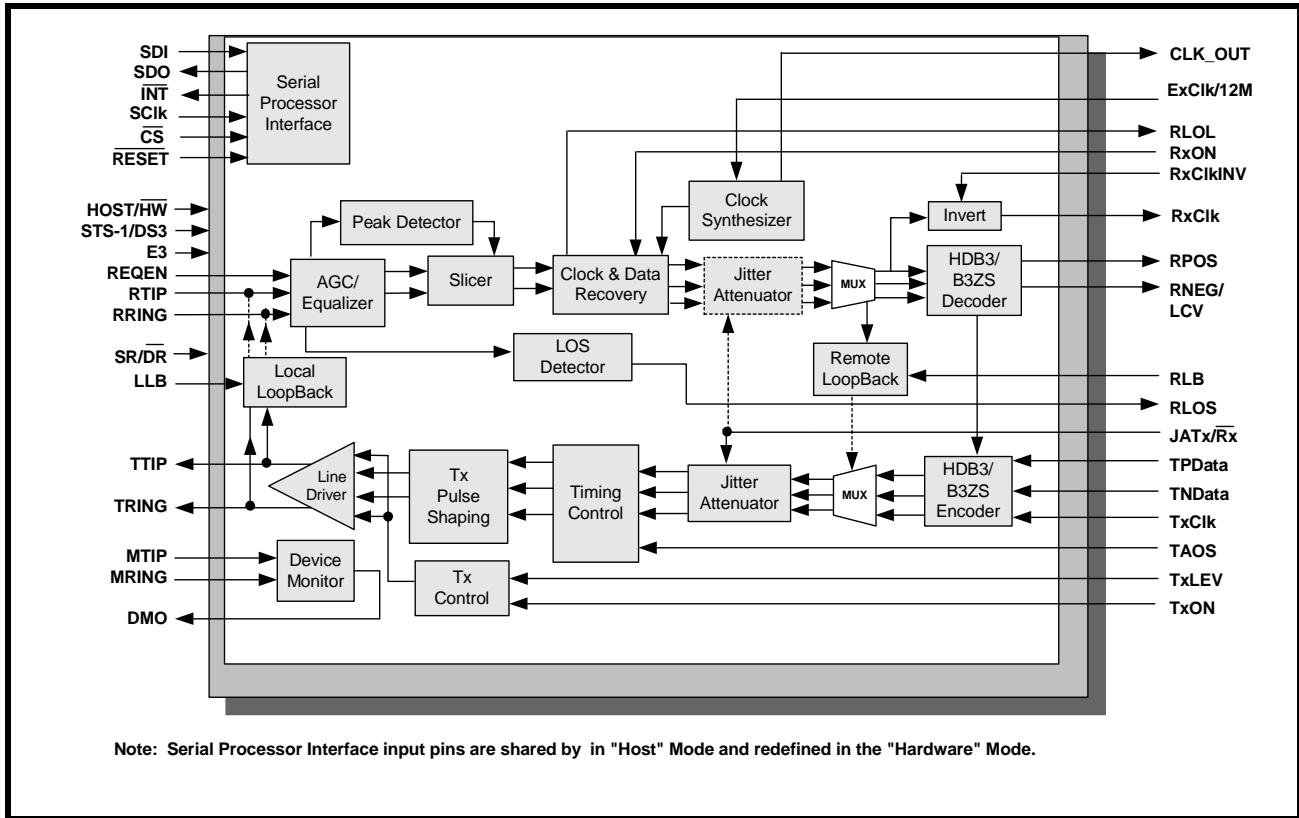 SDI
SDO
INT
SClk
CS
RESET
HOST/HW
STS-1/DS3
E3
REQEN
RTIP
RRING
SR/DR
LLB
TTIP
TRING
MTIP
MRING
DMO
Serial
Processor
Interface
Peak Detector
AGC/
Equalizer
Slicer
Clock & Data
Recovery
Clock
Synthesizer
Jitter
Attenuator
MUX
Invert
HDB3/
B3ZS
Decoder
LOS
Detector
Remote
LoopBack
Local
LoopBack
Line
Driver
Tx
Pulse
Shaping
Timing
Control
Jitter
Attenuator
MUX
HDB3/
B3ZS
Encoder
Device
Monitor
Tx
Control
CLK_OUT
ExClk/12M
RLOL
RxON
RxClkINV
RxClk
RPOS
RNEG/
LCV
RLB
RLOS
JATx/Rx
TPData
TNData
TxClk
TAOS
TxLEV
TxON
Note: Serial Processor Interface input pins are shared by in "Host" Mode and redefined in the "Hardware" Mode.